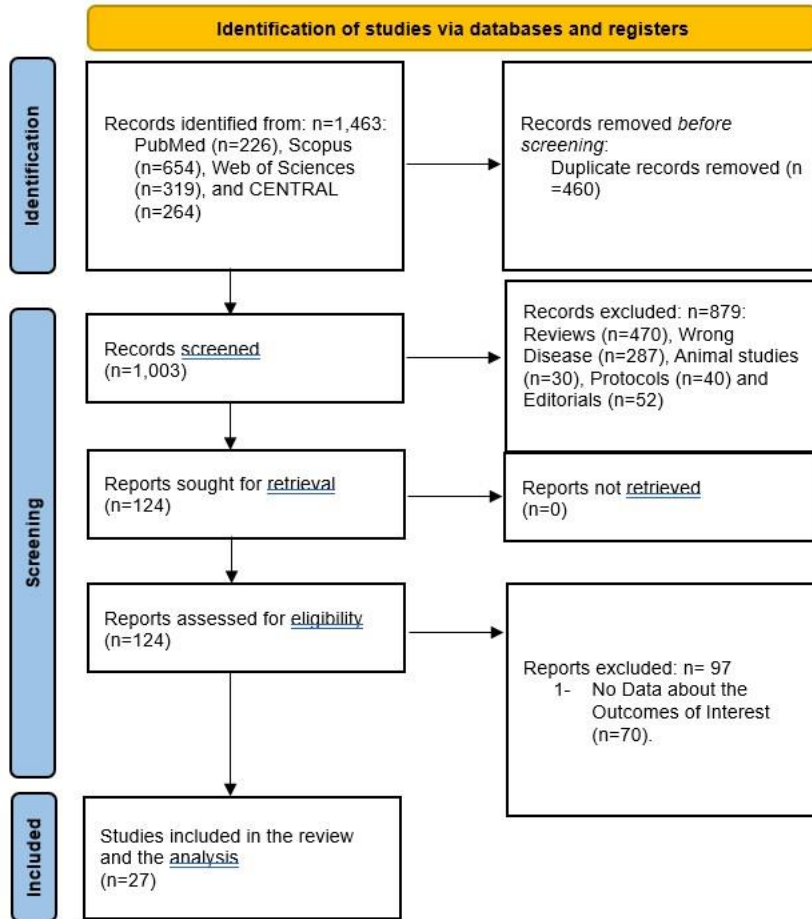 Identification of studies via databases and registers
Identification
Records identified from: n=1,463:
PubMed (n=226), Scopus
(n=654), Web of Sciences
(n=319), and CENTRAL
(n=264)
Records removed before
screening:
Duplicate records removed (n
=460)
Screening
Records screened
(n=1,003)
Records excluded: n=879:
Reviews (n=470), Wrong
Disease (n=287), Animal studies
(n=30), Protocols (n=40) and
Editorials (n=52)
Reports sought for retrieval
(n=124)
Reports not retrieved
(n=0)
Reports assessed for eligibility
(n=124)
Reports excluded: n= 97
1- No Data about the
Outcomes of Interest
(n=70).
Included
Studies included in the review
and the analysis
(n=27)